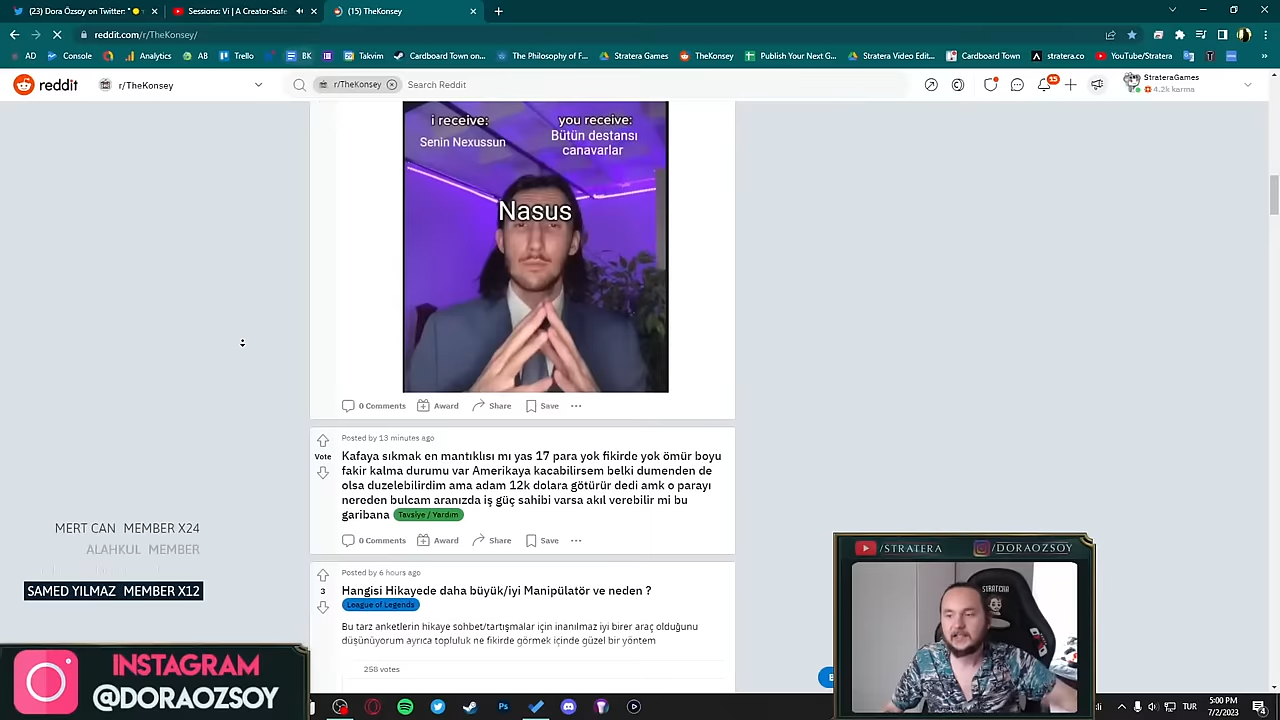 (23) Dora Özsoy on Twitter: "
Sessions: Vi | A Creator-Safe
(15) TheKonsey
reddit.com/r/TheKonsey/
AD
Console
Analytics
AB
Trello
BK
Takvim
Cardboard Town on...
The Philosophy of F...
Stratera Games
TheKonsey
Publish Your Next G...
Stratera Video Edit...
Cardboard Town
stratera.co
YouTube/Stratera
Diğer
reddit
r/TheKonsey
r/TheKonsey
Search Reddit
15
StrateraGames
4.2k karma
i receive:
you receive:
Senin Nexussun
Bütün destansı
canavarlar
Nasus
0 Comments
Award
Share
Save
Posted by 13 minutes ago
Vote
Kafaya sıkmak en mantıklısı mı yas 17 para yok fikirde yok ömür boyu
fakir kalma durumu var Amerikaya kacabilirsem belki dumenden de
olsa duzelebilirdim ama adam 12k dolara götürür dedi amk o parayı
nereden bulcam aranızda iş güç sahibi varsa akıl verebilir mi bu
garibana
Tavsiye / Yardım
0 Comments
Award
Share
Save
Posted by 6 hours ago
3
Hangisi Hikayede daha büyük/iyi Manipülatör ve neden ?
League of Legends
Bu tarz anketlerin hikaye sohbet/tartışmalar için inanılmaz iyi birer araç olduğunu
düşünüyorum ayrıca topluluk ne fikirde görmek içinde güzel bir yöntem
258 votes
MERT CAN MEMBER X24
ALAHKUL MEMBER
SAMED YILMAZ MEMBER X12
INSTAGRAM
@DORAOZSOY
/STRATERA
/DORAOZSOY
TUR
5:00 PM
7/2/2023